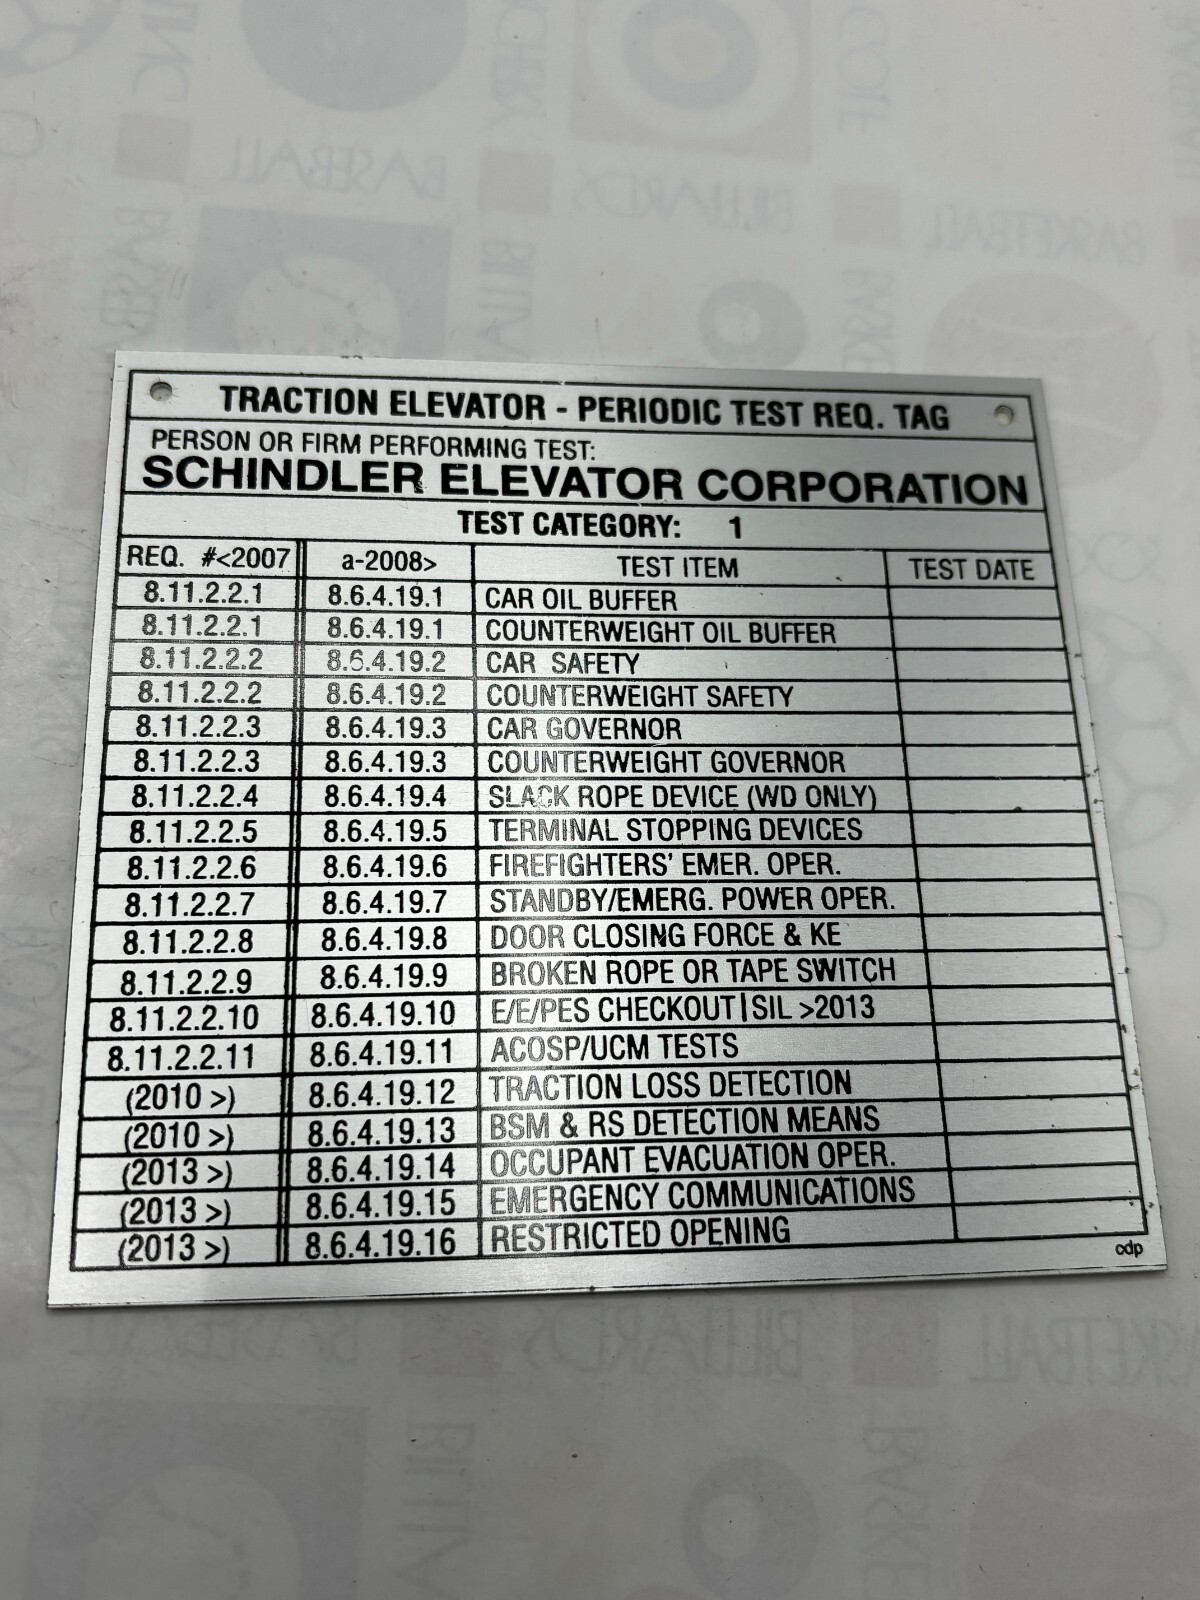 TRACTION ELEVATOR - PERIODIC TEST REQ. TAG
PERSON OR FIRM PERFORMING TEST:
SCHINDLER ELEVATOR CORPORATION
TEST CATEGORY: 1
REQ. #<2007 a-2008> TEST ITEM TEST DATE
8.11.2.2.1 8.6.4.19.1 CAR OIL BUFFER
8.11.2.2.1 8.6.4.19.1 COUNTERWEIGHT OIL BUFFER
8.11.2.2.2 8.6.4.19.2 CAR SAFETY
8.11.2.2.2 8.6.4.19.2 COUNTERWEIGHT SAFETY
8.11.2.2.3 8.6.4.19.3 CAR GOVERNOR
8.11.2.2.3 8.6.4.19.3 COUNTERWEIGHT GOVERNOR
8.11.2.2.4 8.6.4.19.4 SLACK ROPE DEVICE (WD ONLY)
8.11.2.2.5 8.6.4.19.5 TERMINAL STOPPING DEVICES
8.11.2.2.6 8.6.4.19.6 FIREFIGHTERS' EMER. OPER.
8.11.2.2.7 8.6.4.19.7 STANDBY/EMERG. POWER OPER.
8.11.2.2.8 8.6.4.19.8 DOOR CLOSING FORCE & KE
8.11.2.2.9 8.6.4.19.9 BROKEN ROPE OR TAPE SWITCH
8.11.2.2.10 8.6.4.19.10 E/E/PES CHECKOUT|SIL >2013
8.11.2.2.11 8.6.4.19.11 ACOSP/UCM TESTS
(2010 >) 8.6.4.19.12 TRACTION LOSS DETECTION
(2010 >) 8.6.4.19.13 BSM & RS DETECTION MEANS
(2013 >) 8.6.4.19.14 OCCUPANT EVACUATION OPER.
(2013 >) 8.6.4.19.15 EMERGENCY COMMUNICATIONS
(2013 >) 8.6.4.19.16 RESTRICTED OPENING
cdp
BASEBALL
BILLIARDS
BASKETBALL
GOLF
BASEBALL
BILLIARDS